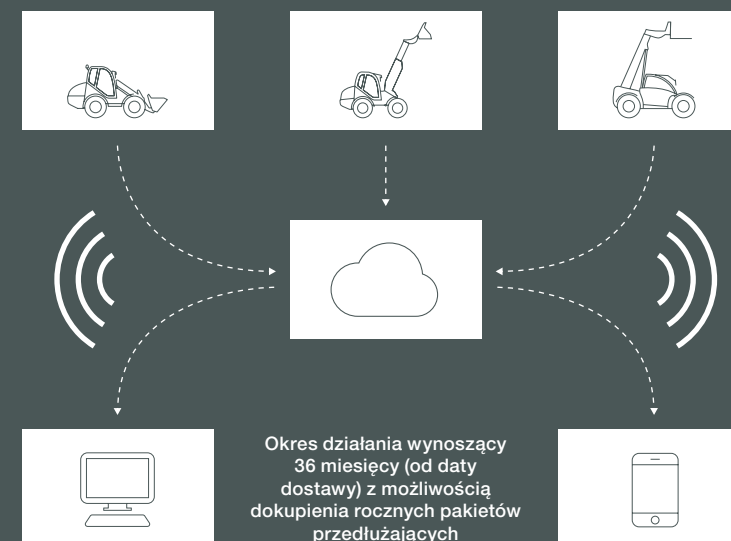 Okres działania wynoszący
36 miesięcy (od daty
dostawy) z możliwością
dokupienia rocznych pakietów
przedłużających